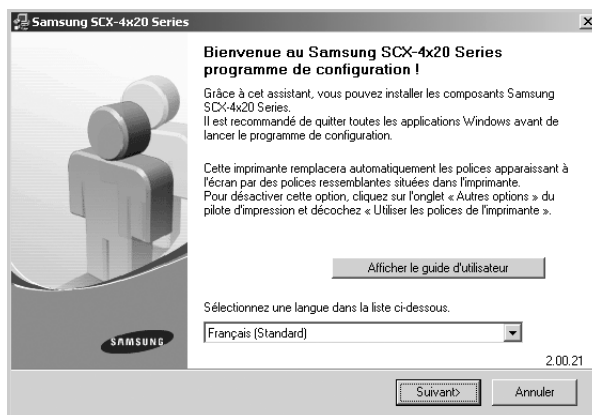 Samsung SCX-4x20 Series
Bienvenue au Samsung SCX-4x20 Series
programme de configuration !
Grâce à cet assistant, vous pouvez installer les composants Samsung
SCX-4x20 Series.
Il est recommandé de quitter toutes les applications Windows avant de
lancer le programme de configuration.
Cette imprimante remplacera automatiquement les polices apparaissant à
l'écran par des polices ressemblantes situées dans l'imprimante.
Pour désactiver cette option, cliquez sur l'onglet « Autres options » du
pilote d'impression et décochez « Utiliser les polices de l'imprimante ».
Afficher le guide d'utilisateur
Sélectionnez une langue dans la liste ci-dessous.
SAMSUNG
Français (Standard)
2.00.21
Suivant>
Annuler